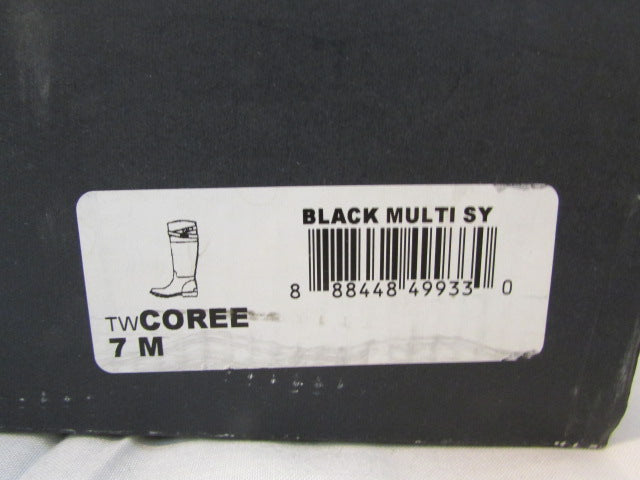 BLACK MULTI SY
8 88448 49933 0
TWCOREE
7 M